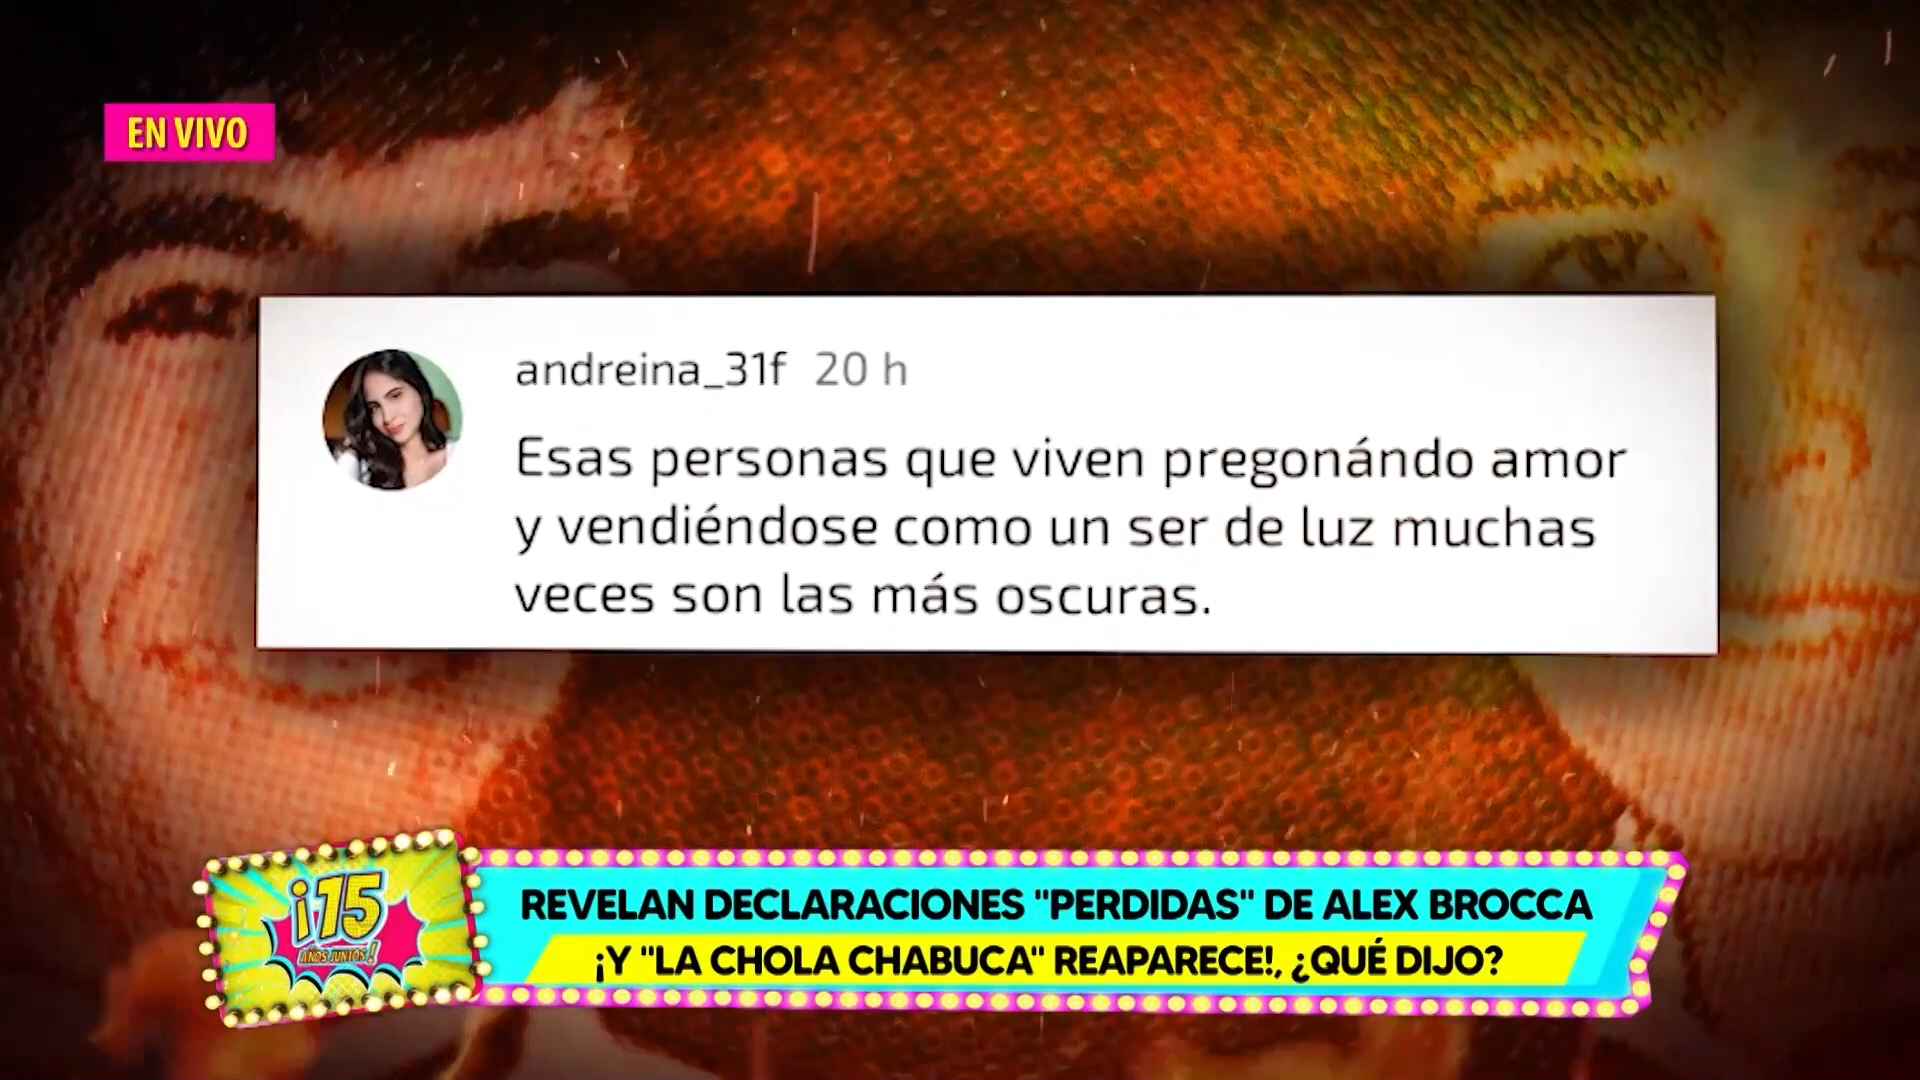 EN VIVO
andreina_31f 20 h
Esas personas que viven pregonándo amor
y vendiéndose como un ser de luz muchas
veces son las más oscuras.
¡15
AÑOS JUNTOS!
REVELAN DECLARACIONES "PERDIDAS" DE ALEX BROCCA
¡Y "LA CHOLA CHABUCA" REAPARECE!, ¿QUÉ DIJO?